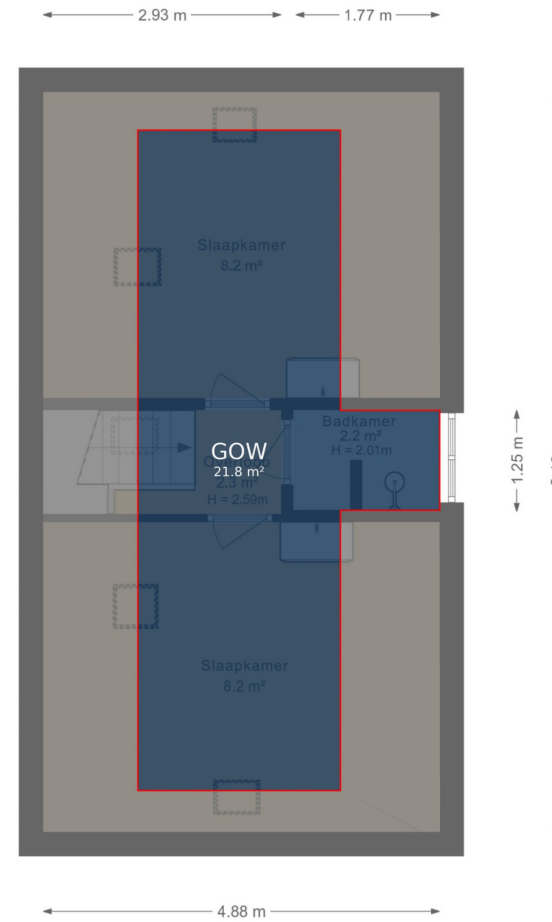 2.93 m
1.77 m
Slaapkamer
8.2 m²
Badkamer
2.2 m²
H = 2.01m
GOW
21.8 m²
2.3 m²
H = 2.59m
1.25 m
Slaapkamer
8.2 m²
4.88 m